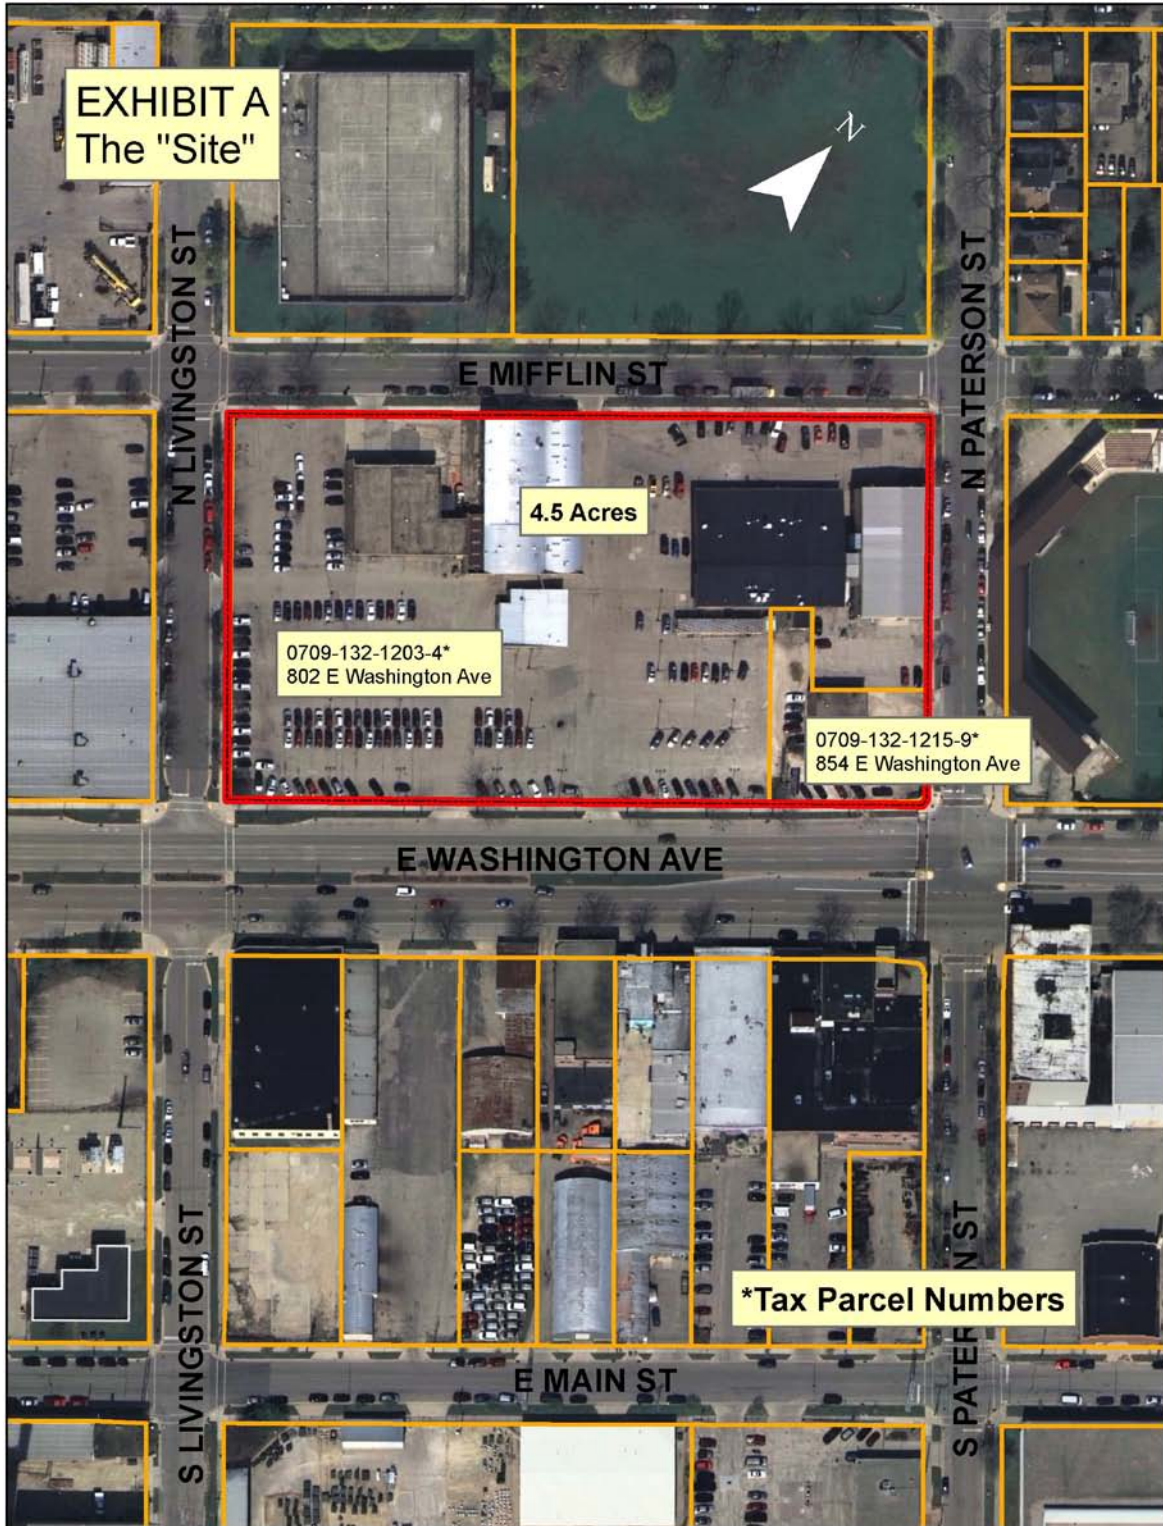 EXHIBIT A
The "Site"
N
N LIVINGSTON ST
E MIFFLIN ST
N PATERSON ST
4.5 Acres
0709-132-1203-4*
802 E Washington Ave
0709-132-1215-9*
854 E Washington Ave
E WASHINGTON AVE
S LIVINGSTON ST
S PATERSON ST
*Tax Parcel Numbers
E MAIN ST